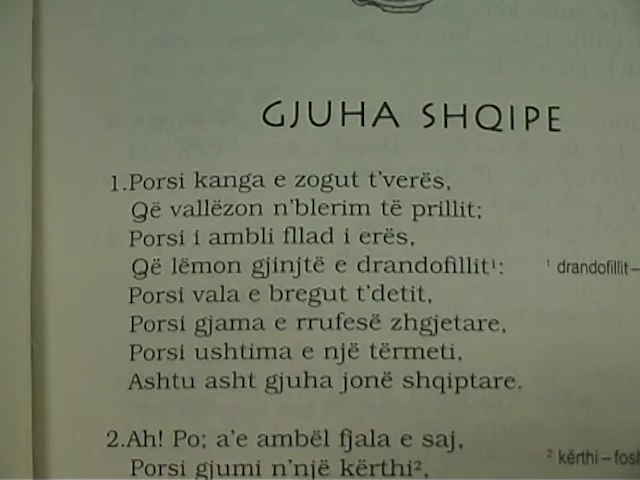 GJUHA SHQIPE
1.Porsi kanga e zogut t'verës,
Që vallëzon n'blerim të prillit;
Porsi i ambli fllad i erës,
Që lëmon gjinjtë e drandofillit¹:
¹ drandofillit –
Porsi vala e bregut t'detit,
Porsi gjama e rrufesë zhgjetare,
Porsi ushtima e një tërmeti,
Ashtu asht gjuha jonë shqiptare.
2.Ah! Po; a'e ambël fjala e saj,
Porsi gjumi n'një kërthi²,
² kërthi – fosh